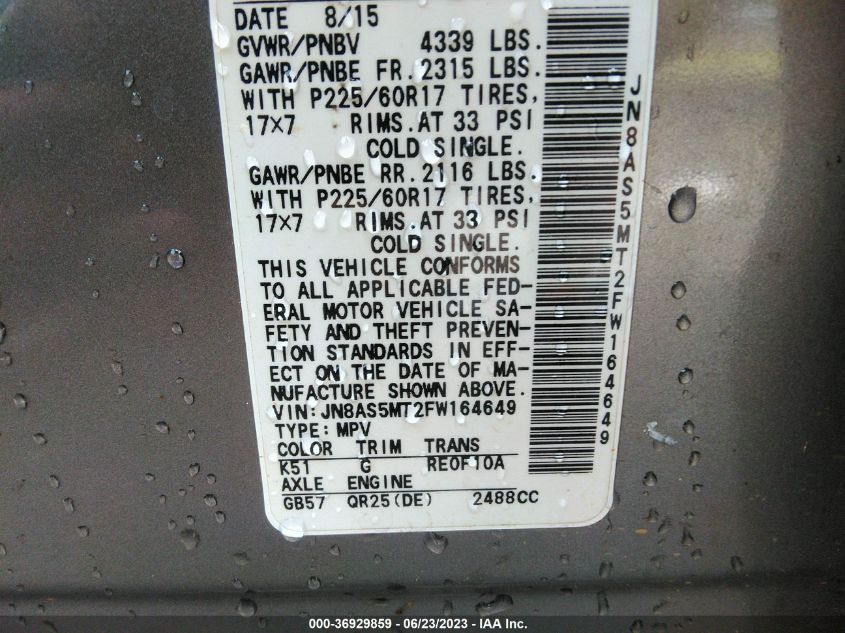 DATE 8/15
GVWR/PNBV 4339 LBS.
GAWR/PNBE FR. 2315 LBS.
WITH P225/60R17 TIRES,
17X7 RIMS. AT 33 PSI
COLD SINGLE.
GAWR/PNBE RR. 2116 LBS.
WITH P225/60R17 TIRES,
17X7 RIMS. AT 33 PSI
COLD SINGLE.
THIS VEHICLE CONFORMS
TO ALL APPLICABLE FED-
ERAL MOTOR VEHICLE SA-
FETY AND THEFT PREVEN-
TION STANDARDS IN EFF-
ECT ON THE DATE OF MA-
NUFACTURE SHOWN ABOVE.
VIN: JN8AS5MT2FW164649
TYPE: MPV
COLOR TRIM TRANS
K51 G RE0F10A
AXLE ENGINE
GB57 QR25(DE) 2488CC
JN8AS5MT2FW164649
000-36929859 - 06/23/2023 - IAA Inc.